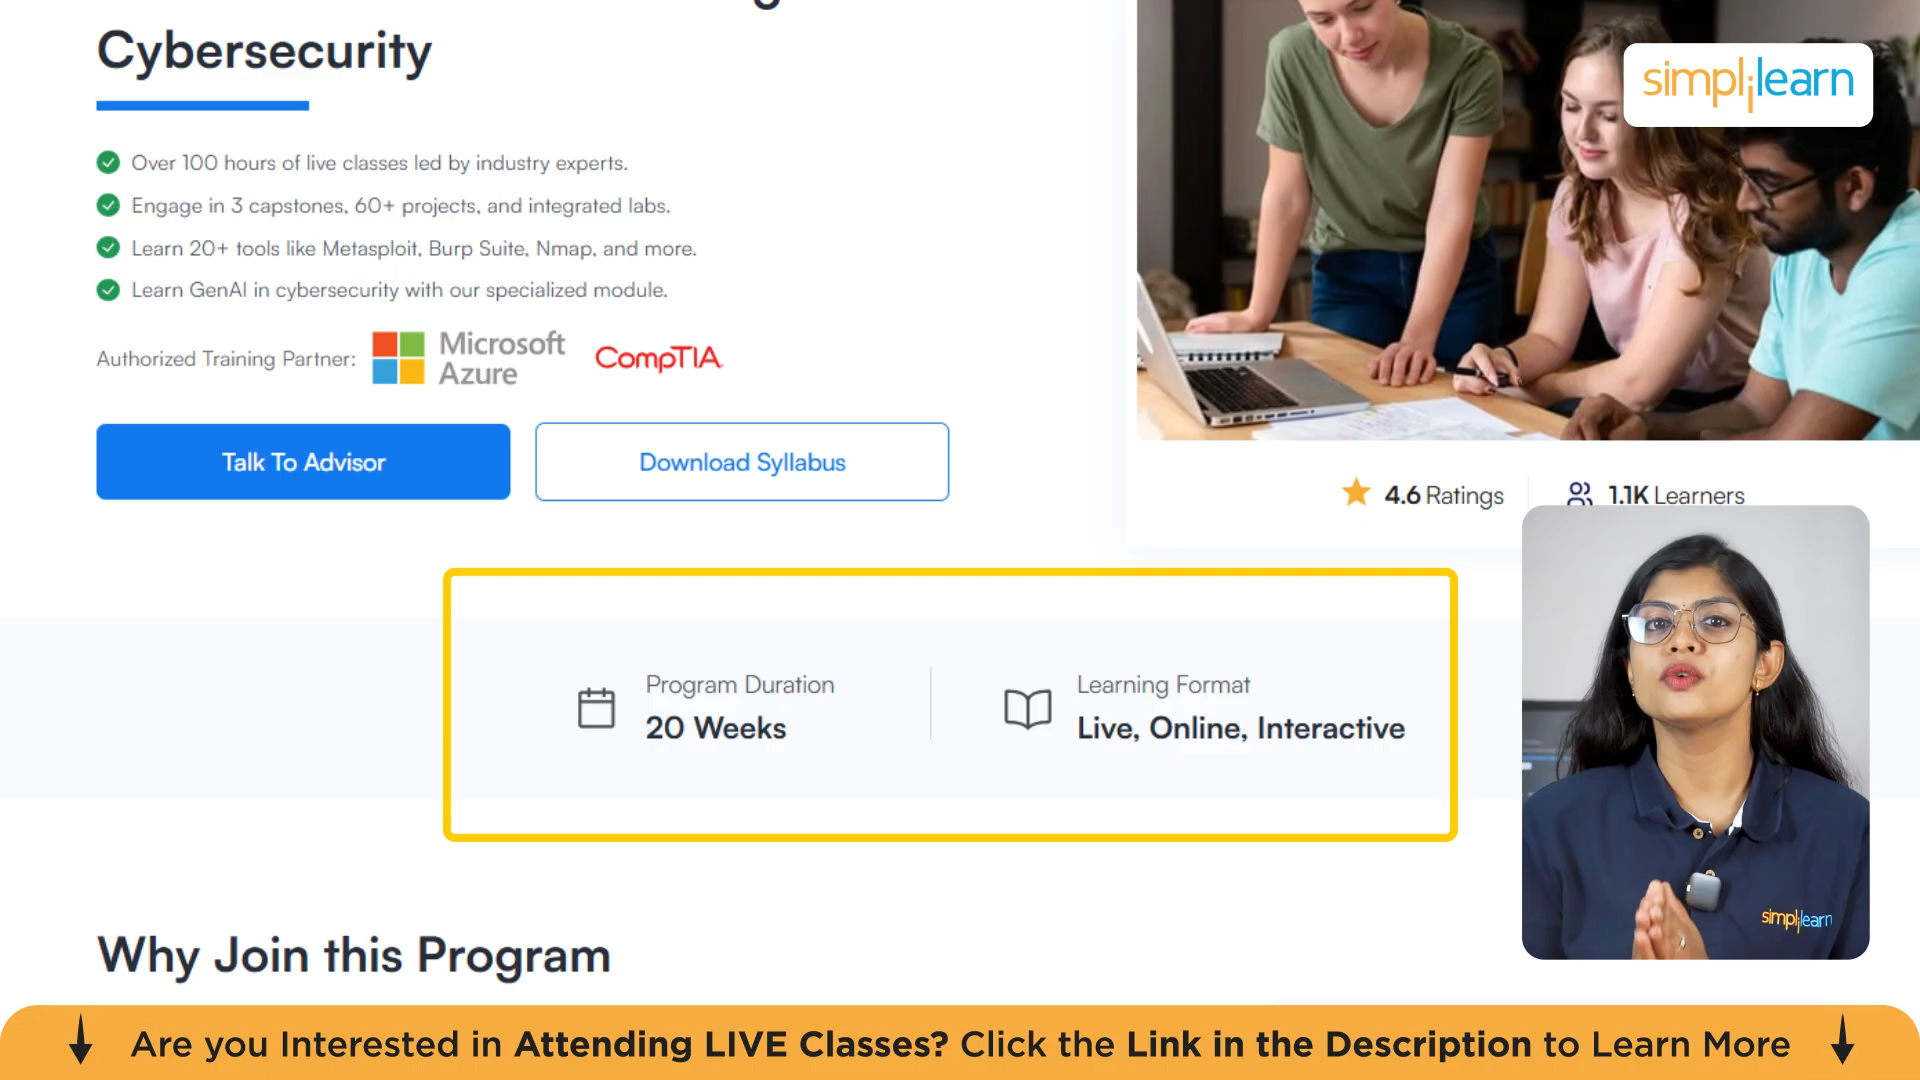 Cybersecurity
simplilearn
Over 100 hours of live classes led by industry experts.
Engage in 3 capstones, 60+ projects, and integrated labs.
Learn 20+ tools like Metasploit, Burp Suite, Nmap, and more.
Learn GenAI in cybersecurity with our specialized module.
Authorized Training Partner:
Microsoft
Azure
CompTIA
Talk To Advisor
Download Syllabus
4.6 Ratings
1.1K Learners
Program Duration
20 Weeks
Learning Format
Live, Online, Interactive
simplilearn
Why Join this Program
Are you Interested in Attending LIVE Classes? Click the Link in the Description to Learn More